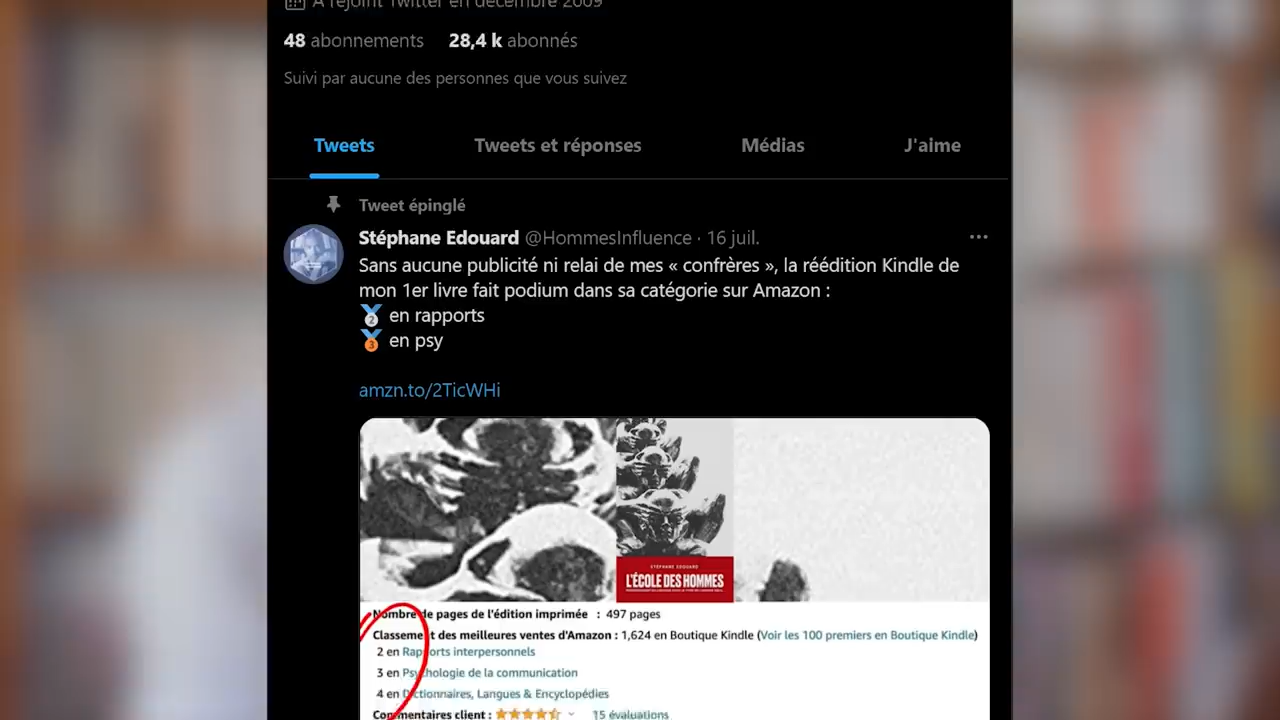 A rejoint Twitter en décembre 2009
48 abonnements 28,4 k abonnés
Suivi par aucune des personnes que vous suivez
Tweets Tweets et réponses Médias J'aime
Tweet épinglé
Stéphane Edouard @HommesInfluence · 16 juil.
Sans aucune publicité ni relai de mes « confrères », la réédition Kindle de
mon 1er livre fait podium dans sa catégorie sur Amazon :
🥈 en rapports
🥉 en psy
amzn.to/2TicWHi
STÉPHANE EDOUARD
L'ÉCOLE DES HOMMES
Nombre de pages de l'édition imprimée : 497 pages
Classement des meilleures ventes d'Amazon : 1,624 en Boutique Kindle (Voir les 100 premiers en Boutique Kindle)
2 en Rapports interpersonnels
3 en Psychologie de la communication
4 en Dictionnaires, Langues & Encyclopédies
Commentaires client : 15 évaluations